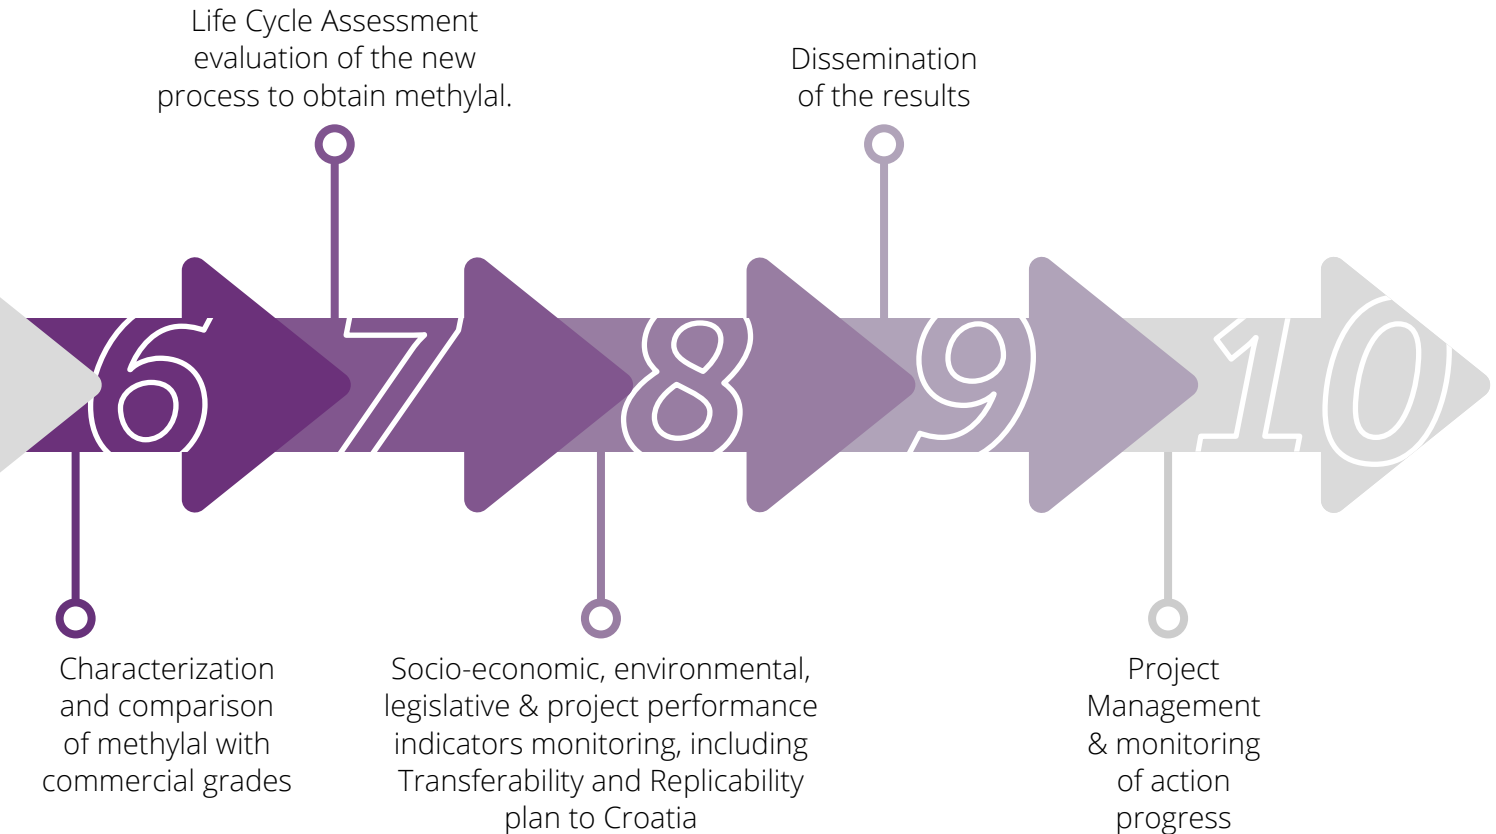 Life Cycle Assessment
evaluation of the new
process to obtain methylal.
Dissemination
of the results
6
7
8
9
10
Characterization
and comparison
of methylal with
commercial grades
Socio-economic, environmental,
legislative & project performance
indicators monitoring, including
Transferability and Replicability
plan to Croatia
Project
Management
& monitoring
of action
progress